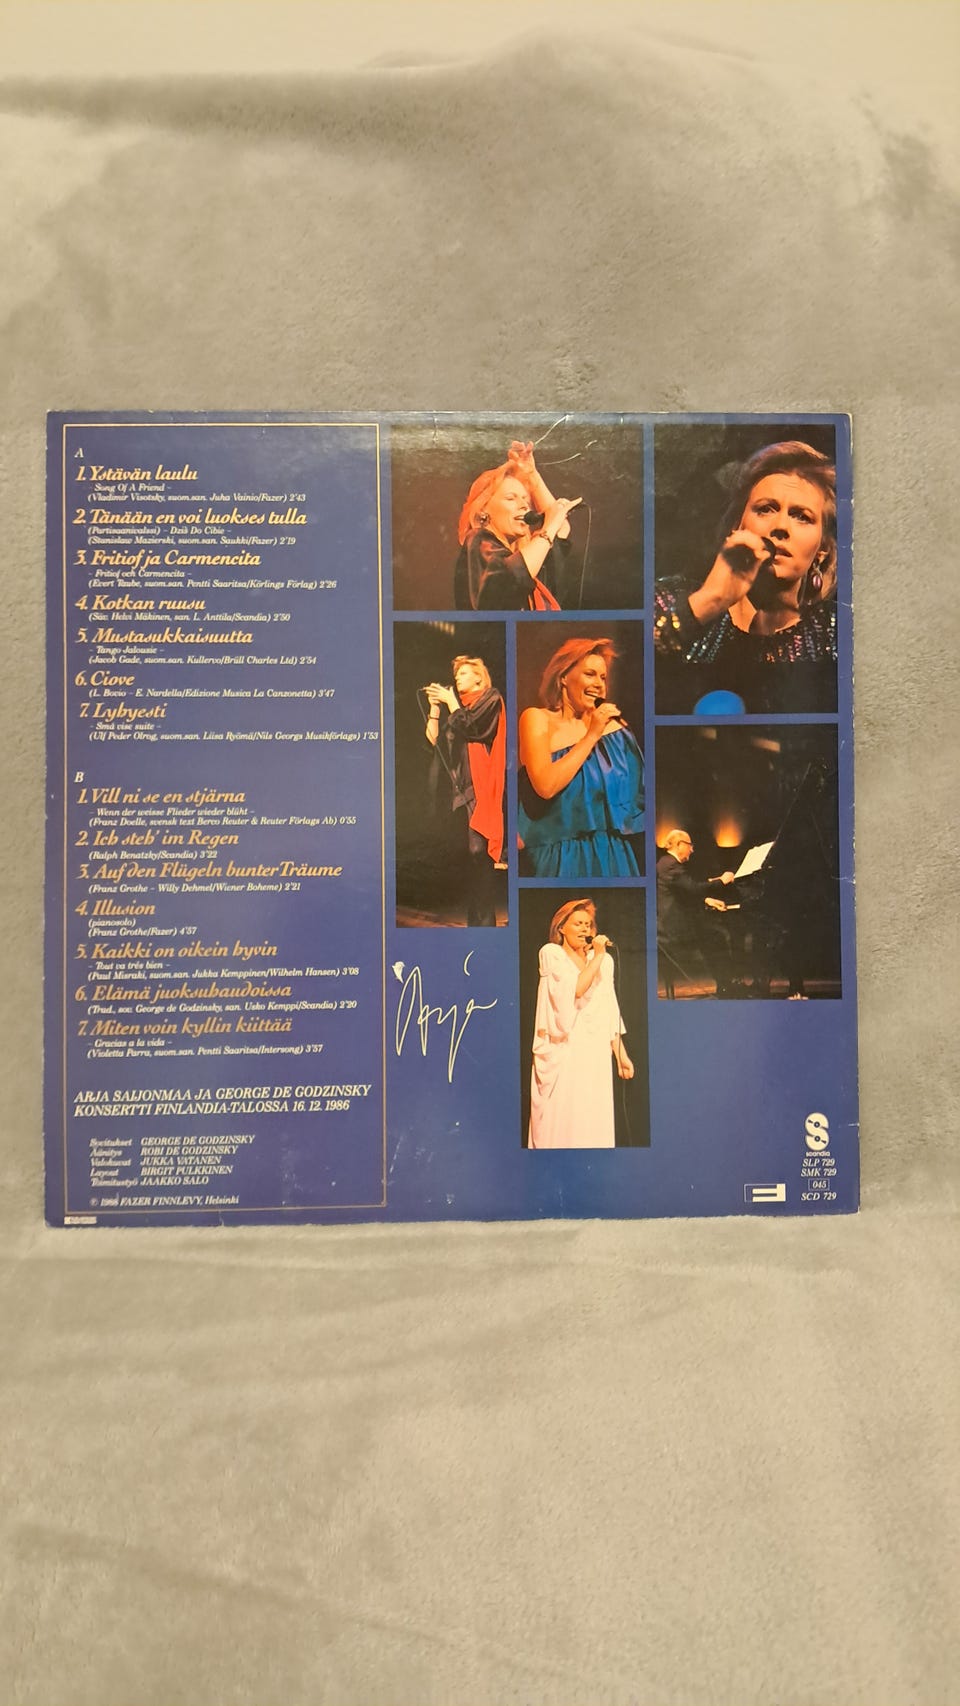 A
1. Ystävän laulu
- Song Of A Friend -
(Vladimir Visotsky, suom.san. Juha Vainio/Fazer) 2'43
2. Tänään en voi luokses tulla
(Partisaanivalssi) - Dziś Do Cibie -
(Stanislaw Mazierski, suom.san. Saukki/Fazer) 2'19
3. Fritiof ja Carmencita
- Fritiof och Carmencita -
(Evert Taube, suom.san. Pentti Saaritsa/Körlings Förlag) 2'26
4. Kotkan ruusu
(Säv. Helvi Mäkinen, san. L. Anttila/Scandia) 2'50
5. Mustasukkaisuutta
- Tango Jalousie -
(Jacob Gade, suom.san. Kullervo/Brüll Charles Ltd) 2'54
6. Ciove
(L. Bovio - E. Nardella/Edizione Musica La Canzonetta) 3'47
7. Lyhyesti
- Små visc suite -
(Ulf Peder Olrog, suom.san. Liisa Ryömä/Nils Georgs Musikförlags) 1'53
B
1. Vill ni se en stjärna
- Wenn der weisse Flieder wieder blüht -
(Franz Doelle, svensk text Berco Reuter & Reuter Förlags Ab) 0'55
2. Ich steh' im Regen
(Ralph Benatzky/Scandia) 3'22
3. Auf den Flügeln bunter Träume
(Franz Grothe - Willy Dehmel/Wiener Boheme) 2'21
4. Illusion
(pianosolo)
(Franz Grothe/Fazer) 4'57
5. Kaikki on oikein hyvin
- Tout va très bien -
(Paul Misraki, suom.san. Jukka Kemppinen/Wilhelm Hansen) 3'08
6. Elämä juoksuhaudoissa
(Trad., sov. George de Godzinsky, san. Usko Kemppi/Scandia) 2'20
7. Miten voin kyllin kiittää
- Gracias a la vida -
(Violetta Parra, suom.san. Pentti Saaritsa/Intersong) 3'57
ARJA SAIJONMAA JA GEORGE DE GODZINSKY
KONSERTTI FINLANDIA-TALOSSA 16. 12. 1986
Sovitukset GEORGE DE GODZINSKY
Äänitys ROBI DE GODZINSKY
Valokuvat JUKKA VATANEN
Layout BIRGIT PULKKINEN
Toimitustyö JAAKKO SALO
℗ 1986 FAZER FINNLEVY, Helsinki
Arja
S
scandia
SLP 729
SMK 729
045
SCD 729